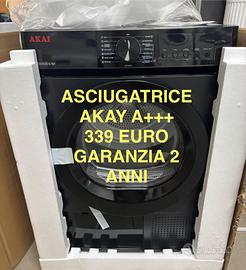 AKAI
ASCIUGATRICE
AKAY A+++
339 EURO
GARANZIA 2
ANNI